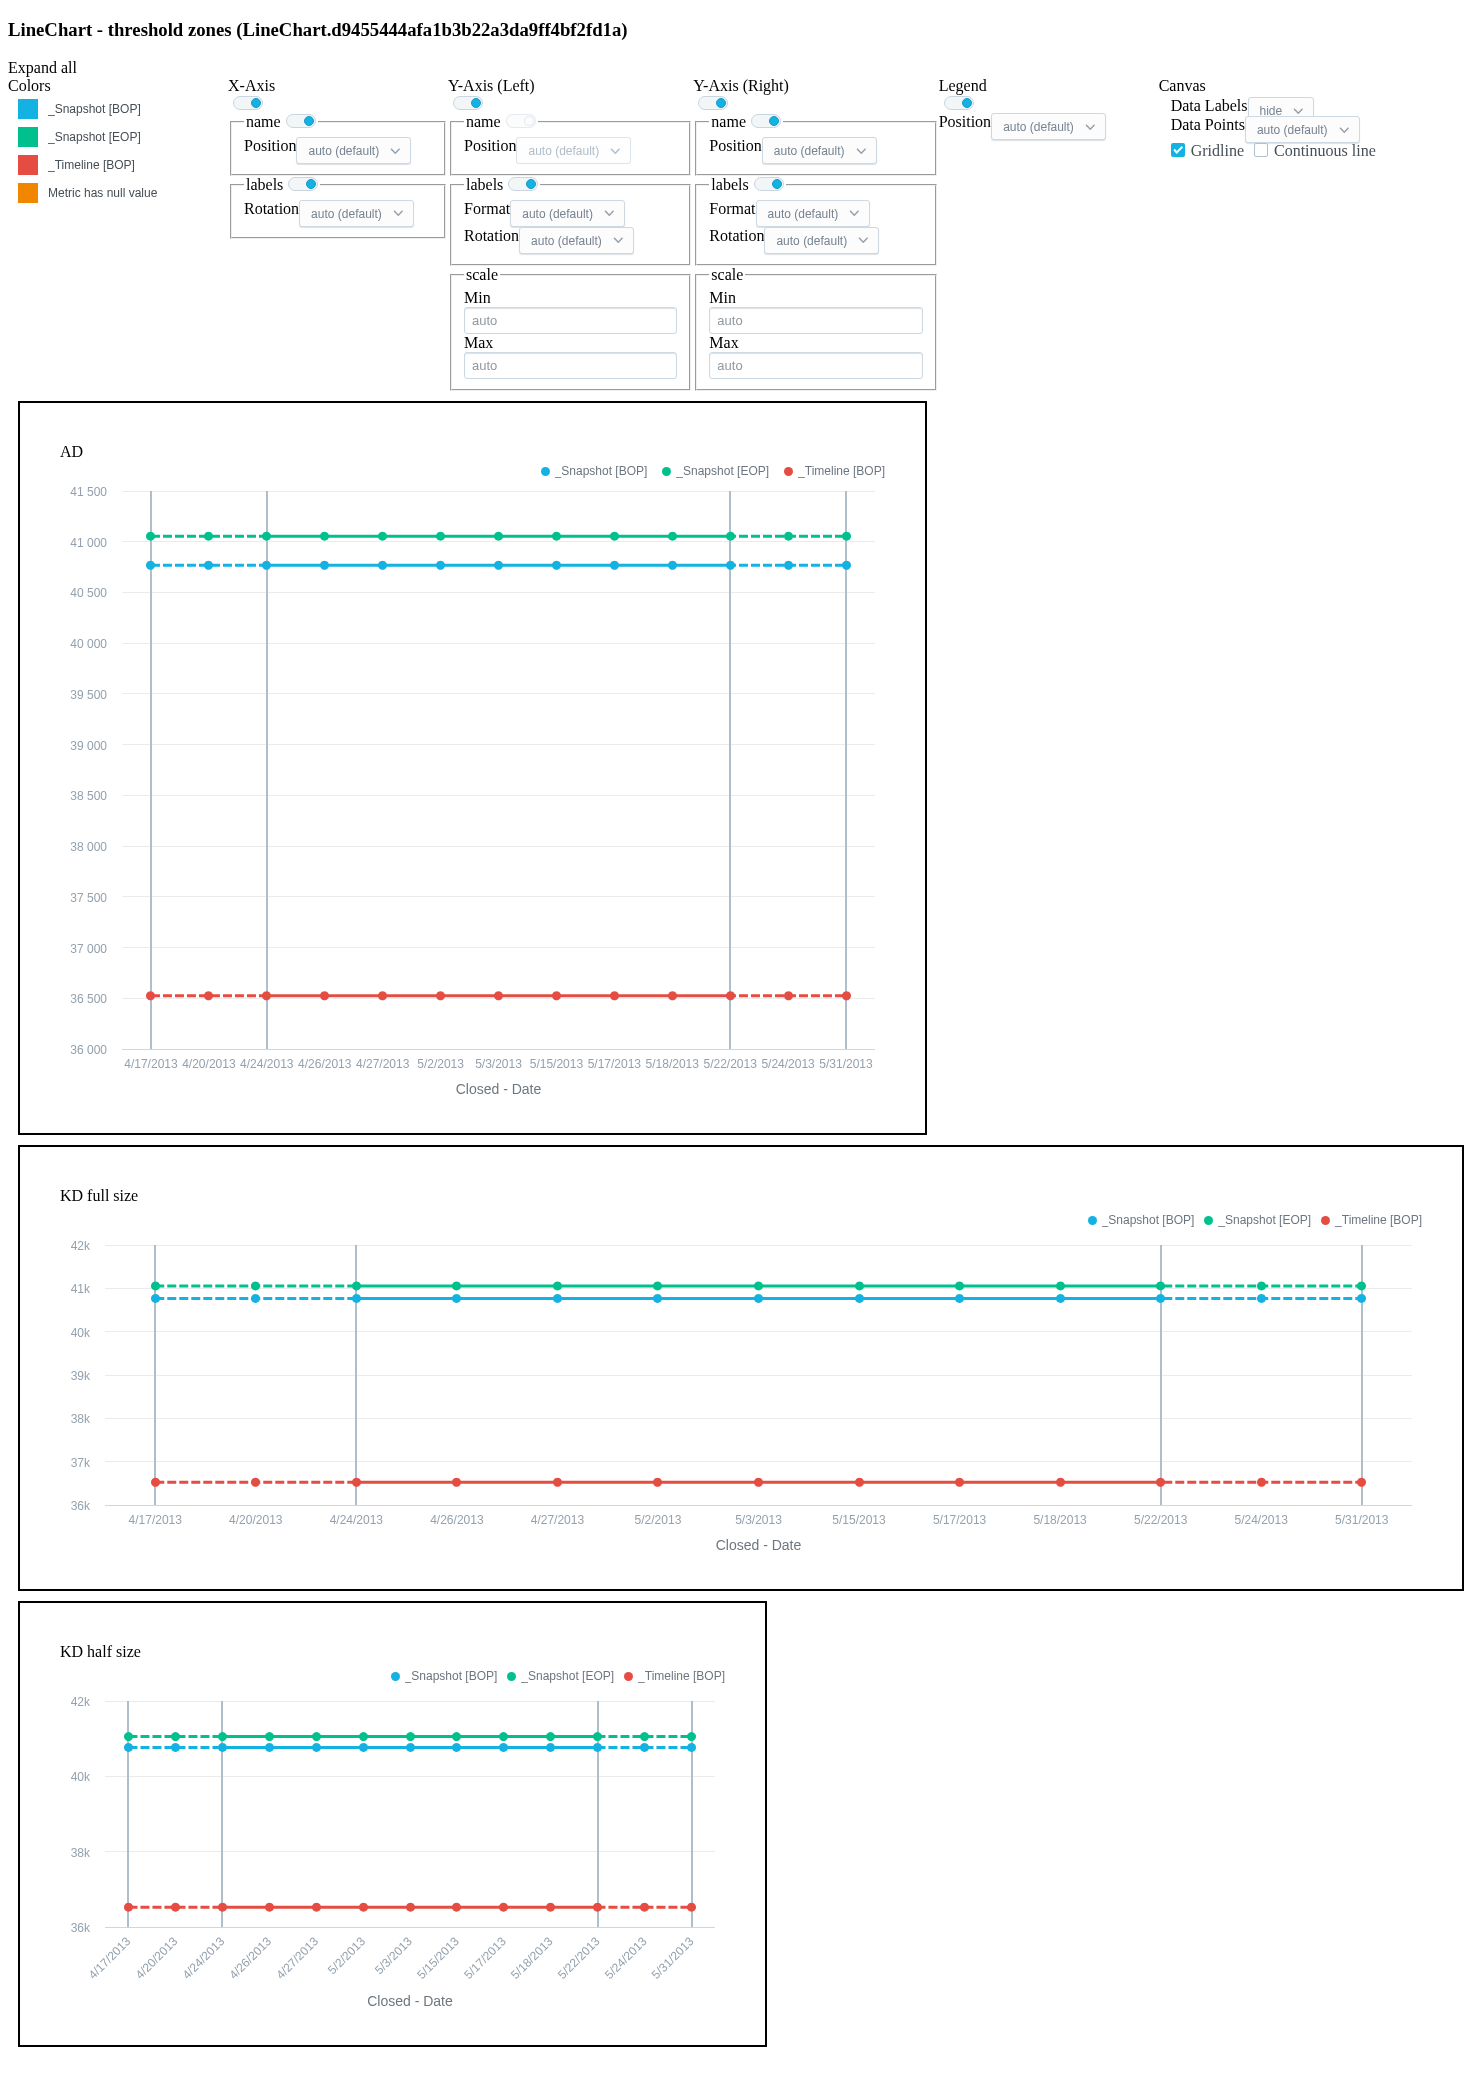 LineChart - threshold zones (LineChart.d9455444afa1b3b22a3da9ff4bf2fd1a)
Expand all
Colors
_Snapshot [BOP]
_Snapshot [EOP]
_Timeline [BOP]
Metric has null value
X-Axis
name
Position auto (default)
labels
Rotation auto (default)
Y-Axis (Left)
name
Position auto (default)
labels
Format auto (default)
Rotation auto (default)
scale
Min
auto
Max
auto
Y-Axis (Right)
name
Position auto (default)
labels
Format auto (default)
Rotation auto (default)
scale
Min
auto
Max
auto
Legend
Position auto (default)
Canvas
Data Labels hide
Data Points auto (default)
Gridline Continuous line
AD
_Snapshot [BOP] _Snapshot [EOP] _Timeline [BOP]
41 500
41 000
40 500
40 000
39 500
39 000
38 500
38 000
37 500
37 000
36 500
36 000
4/17/2013 4/20/2013 4/24/2013 4/26/2013 4/27/2013 5/2/2013 5/3/2013 5/15/2013 5/17/2013 5/18/2013 5/22/2013 5/24/2013 5/31/2013
Closed - Date
KD full size
_Snapshot [BOP] _Snapshot [EOP] _Timeline [BOP]
42k
41k
40k
39k
38k
37k
36k
4/17/2013 4/20/2013 4/24/2013 4/26/2013 4/27/2013 5/2/2013 5/3/2013 5/15/2013 5/17/2013 5/18/2013 5/22/2013 5/24/2013 5/31/2013
Closed - Date
KD half size
_Snapshot [BOP] _Snapshot [EOP] _Timeline [BOP]
42k
40k
38k
36k
4/17/2013 4/20/2013 4/24/2013 4/26/2013 4/27/2013 5/2/2013 5/3/2013 5/15/2013 5/17/2013 5/18/2013 5/22/2013 5/24/2013 5/31/2013
Closed - Date